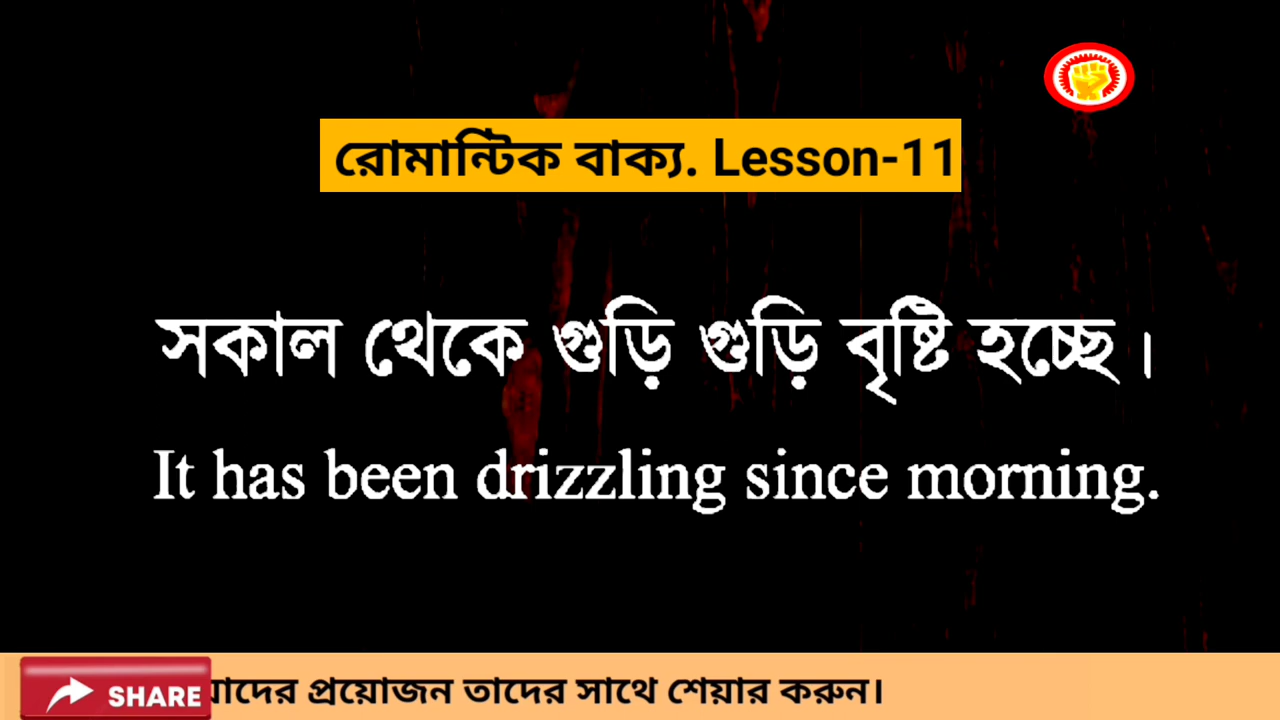 রোমান্টিক বাক্য. Lesson-11
সকাল থেকে গুড়ি গুড়ি বৃষ্টি হচ্ছে।
It has been drizzling since morning.
SHARE প্রয়োজন তাদের সাথে শেয়ার করুন।